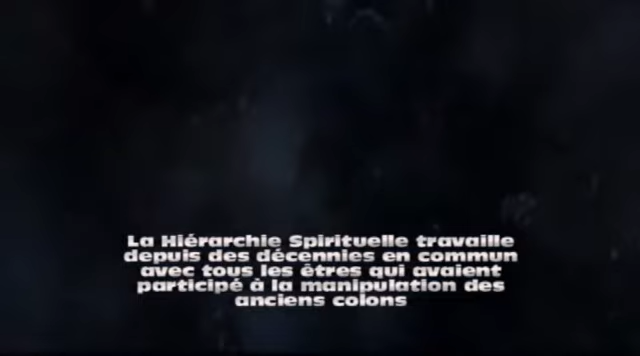 La Hiérarchie Spirituelle travaille
depuis des décennies en commun
avec tous les êtres qui avaient
participé à la manipulation des
anciens colons